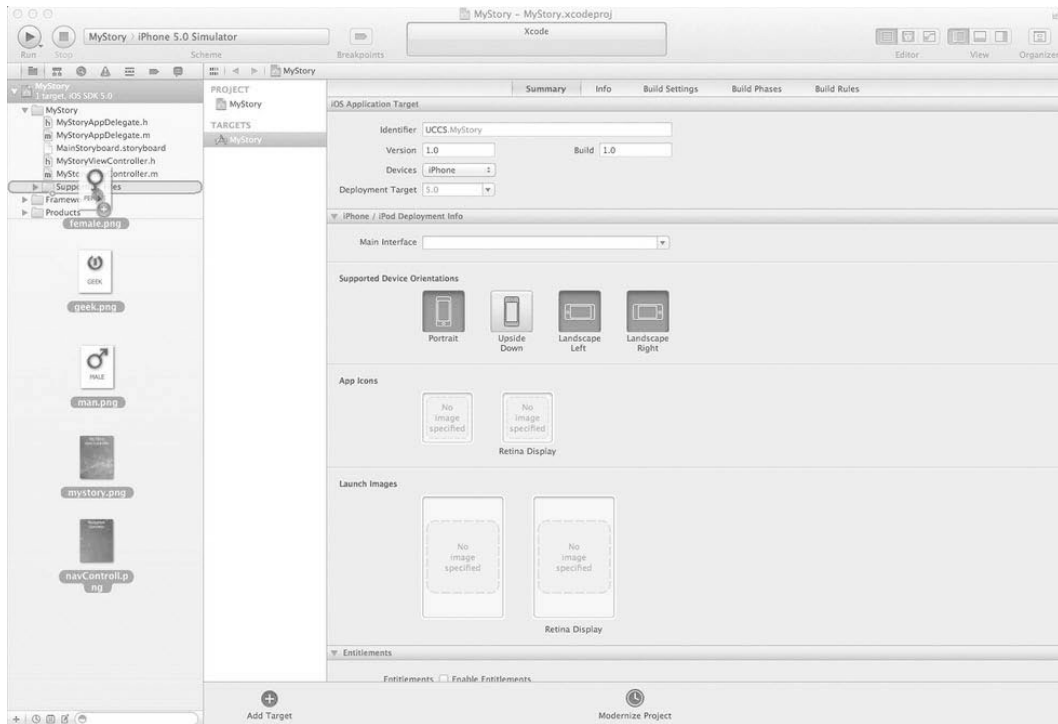 MyStory – MyStory.xcodeproj
MyStory › iPhone 5.0 Simulator
Xcode
Run
Stop
Scheme
Breakpoints
Editor
View
Organizer
MyStory
MyStory
1 target, iOS SDK 5.0
MyStory
MyStoryAppDelegate.h
MyStoryAppDelegate.m
MainStoryboard.storyboard
MyStoryViewController.h
Products
female.png
GEEK
geek.png
MALE
man.png
mystory.png
navControll.p
ng
PROJECT
MyStory
TARGETS
MyStory
Summary
Info
Build Settings
Build Phases
Build Rules
iOS Application Target
Identifier UCCS.MyStory
Version 1.0
Build 1.0
Devices iPhone
Deployment Target 5.0
iPhone / iPod Deployment Info
Main Interface
Supported Device Orientations
Portrait
Upside
Down
Landscape
Left
Landscape
Right
App Icons
No
image
specified
No
image
specified
Retina Display
Launch Images
No
image
specified
No
image
specified
Retina Display
Entitlements
Entitlements Enable Entitlements
Add Target
Modernize Project